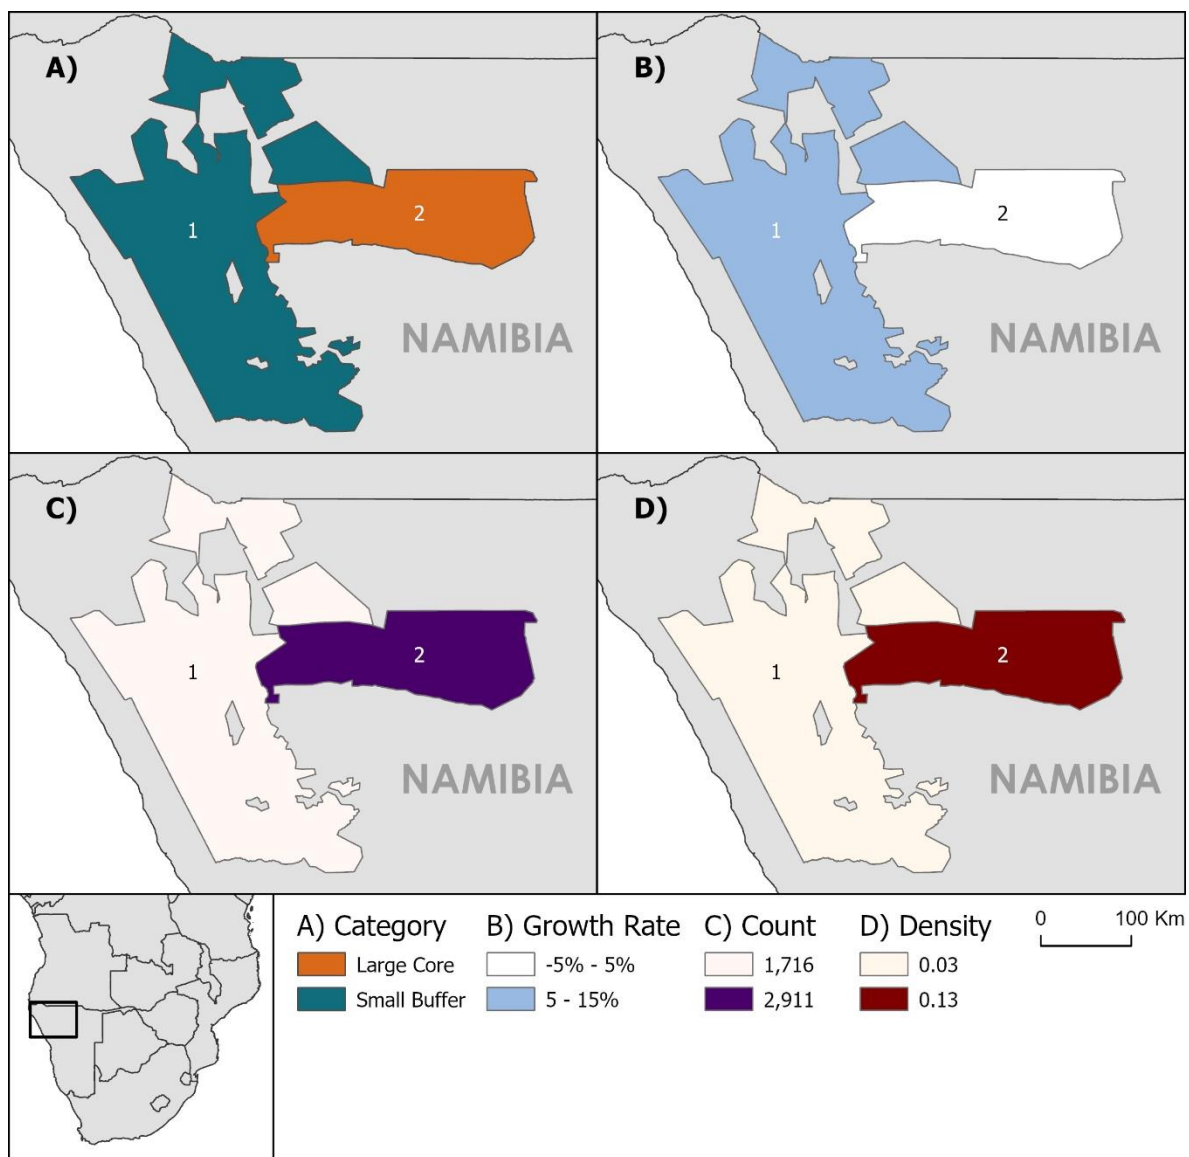 A)
1
2
NAMIBIA
B)
1
2
NAMIBIA
C)
1
2
NAMIBIA
D)
1
2
NAMIBIA
A) Category
Large Core
Small Buffer
B) Growth Rate
-5% - 5%
5 - 15%
C) Count
1,716
2,911
D) Density
0.03
0.13
0 100 Km